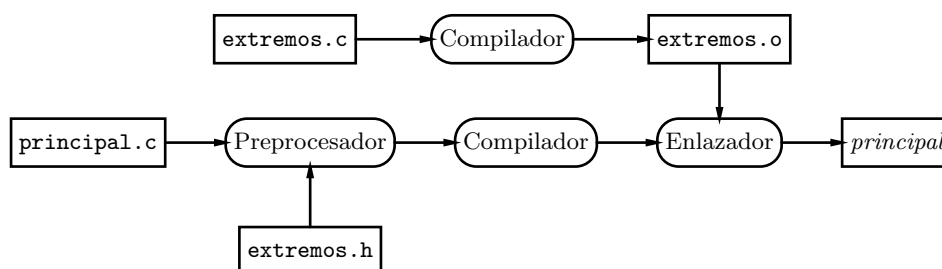 extremos.c Compilador extremos.o
principal.c Preprocesador Compilador Enlazador principal
extremos.h